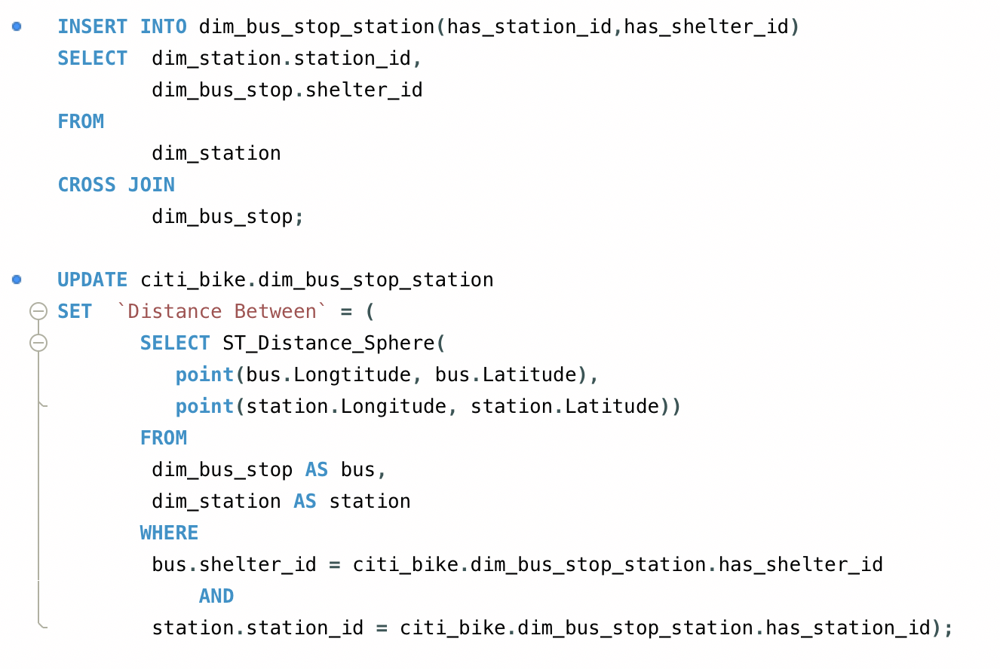 INSERT INTO dim_bus_stop_station(has_station_id,has_shelter_id)
SELECT  dim_station.station_id,
        dim_bus_stop.shelter_id
FROM
        dim_station
CROSS JOIN
        dim_bus_stop;

UPDATE citi_bike.dim_bus_stop_station
SET  `Distance Between` = (
       SELECT ST_Distance_Sphere(
          point(bus.Longtitude, bus.Latitude),
          point(station.Longitude, station.Latitude))
       FROM
        dim_bus_stop AS bus,
        dim_station AS station
       WHERE
        bus.shelter_id = citi_bike.dim_bus_stop_station.has_shelter_id
            AND
        station.station_id = citi_bike.dim_bus_stop_station.has_station_id);